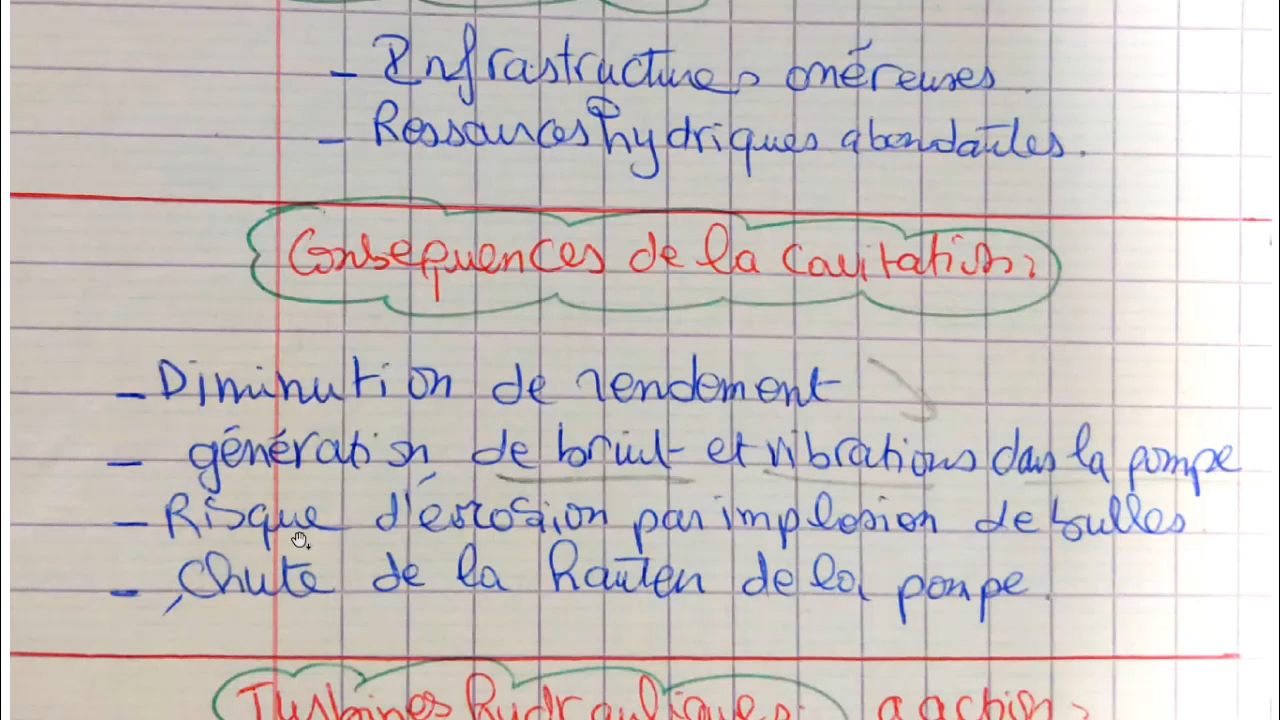 - Infrastructures onéreuses
- Ressources hydriques abondantes.
Consequences de la Cavitation:
- Diminution de rendement
- génération de bruit et vibrations dans la pompe
- Risque d'érosion par implosion de bulles
- chute de la hauteur de la pompe.
Turbines hydrauliques a action: